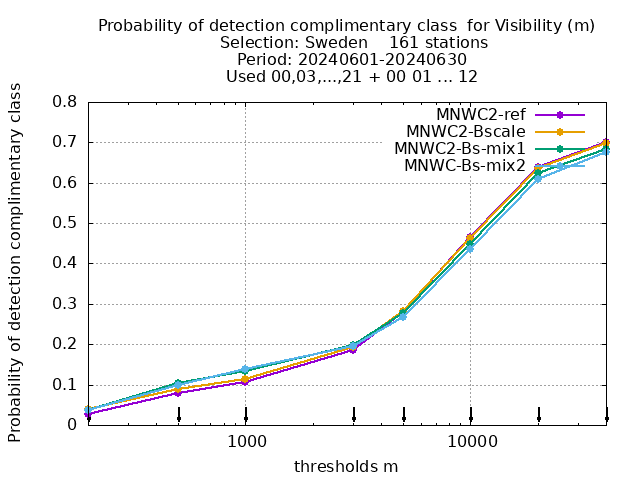 Probability of detection complimentary class  for Visibility (m)
Selection: Sweden    161 stations
Period: 20240601-20240630
Used 00,03,...,21 + 00 01 ... 12
Probability of detection complimentary class
0.8
0.7
0.6
0.5
0.4
0.3
0.2
0.1
0
MNWC2-ref
MNWC2-Bscale
MNWC2-Bs-mix1
MNWC-Bs-mix2
1000
10000
thresholds m